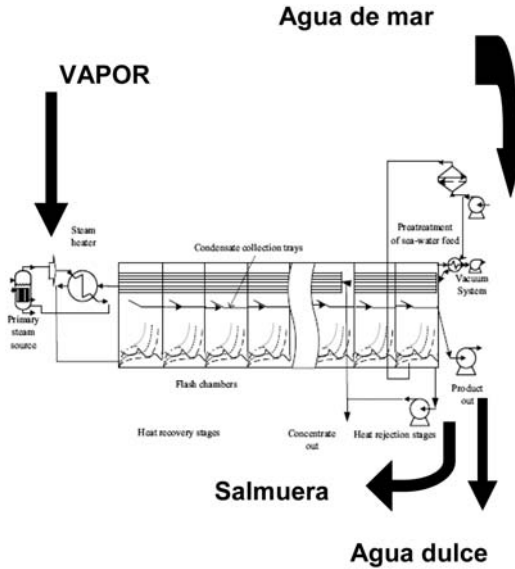 Agua de mar
VAPOR
Steam
heater
Condensate collection trays
Pretreatment
of sea-water feed
Vacuum
System
Primary
steam
source
Flash chambers
Product
out
Heat recovery stages
Concentrate
out
Heat rejection stages
Salmuera
Agua dulce